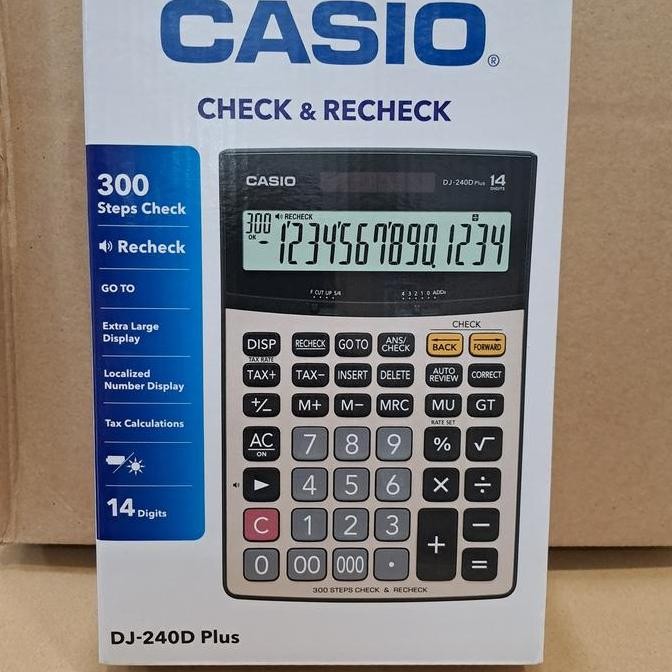 CASIO®
CHECK & RECHECK
300
Steps Check
Recheck
GO TO
Extra Large
Display
Localized
Number Display
Tax Calculations
14 Digits
CASIO
DJ-240D Plus 14
DIGITS
300 RECHECK
OK
-12345678901234
F CUT UP 5/4
4 3 2 1 0 ADD2
CHECK
DISP RECHECK GO TO ANS/CHECK BACK FORWARD
TAX RATE
TAX+ TAX− INSERT DELETE AUTO REVIEW CORRECT
+/− M+ M− MRC MU GT
RATE SET
AC 7 8 9 % √
ON
▶ 4 5 6 × ÷
C 1 2 3 + −
0 00 000 · =
300 STEPS CHECK & RECHECK
DJ-240D Plus